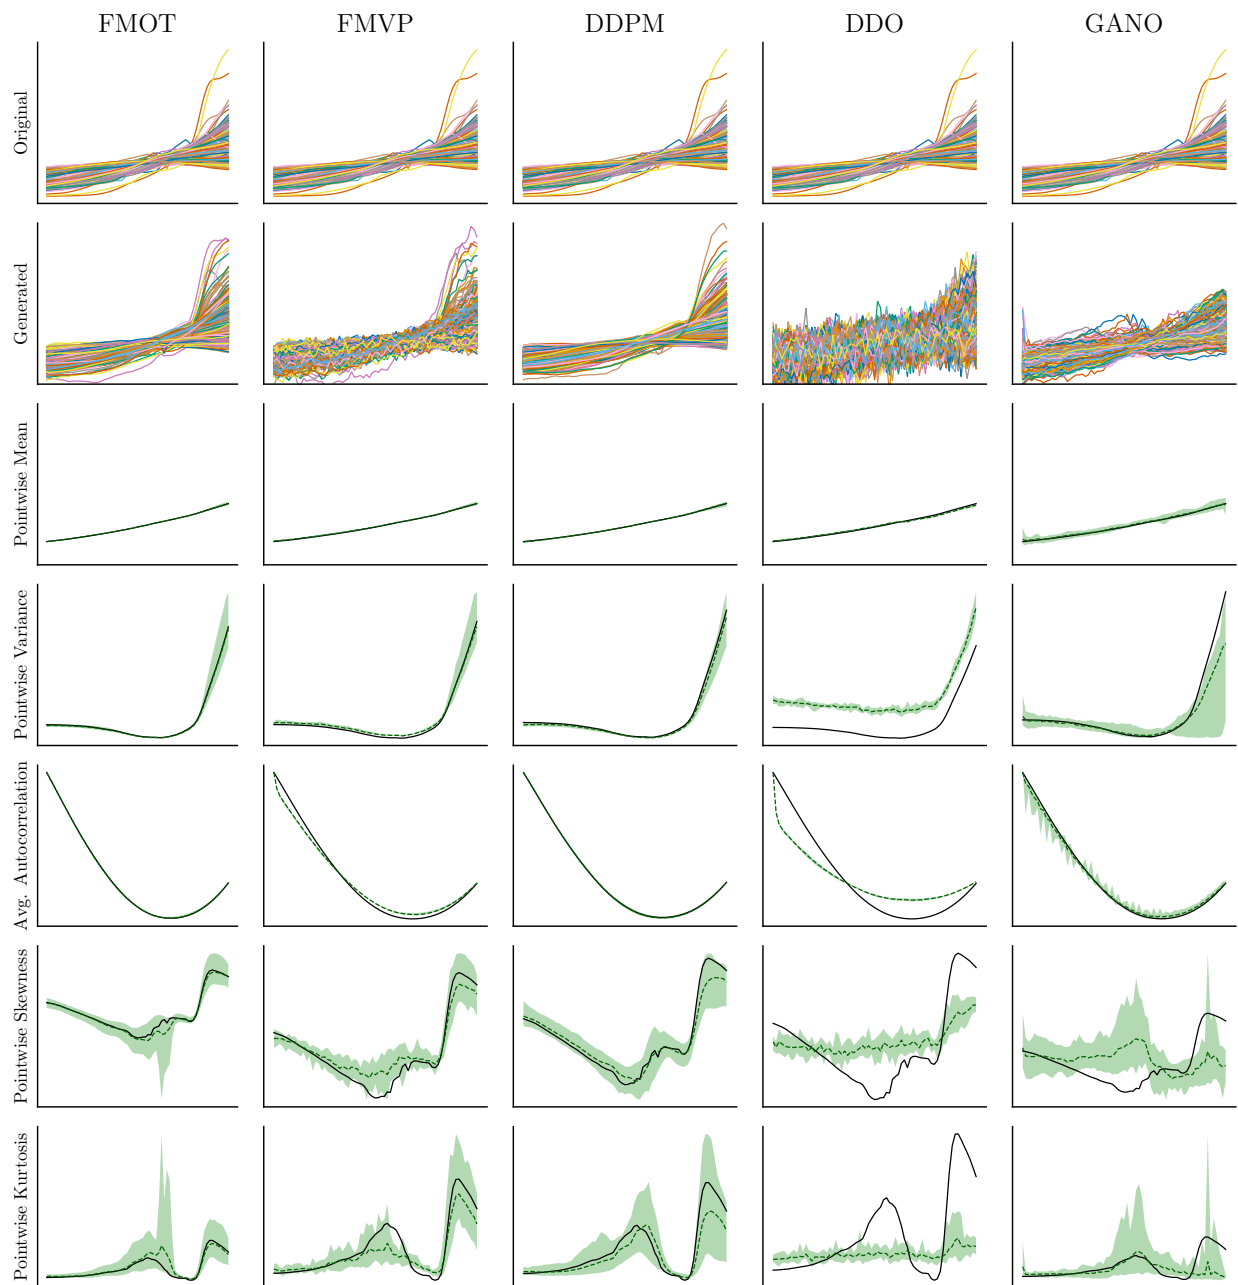 FMOT
FMVP
DDPM
DDO
GANO
Original
Generated
Pointwise Mean
Pointwise Variance
Avg. Autocorrelation
Pointwise Skewness
Pointwise Kurtosis